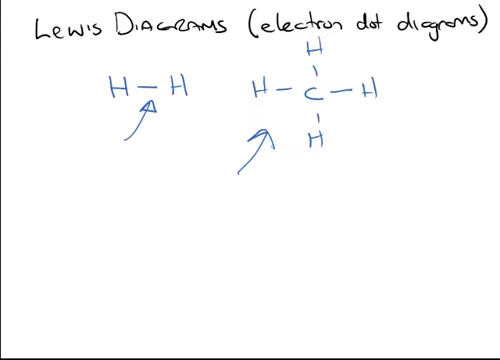 LEWIS DIAGRAMS (electron dot diagrams)
H
H - H H - C - H
H